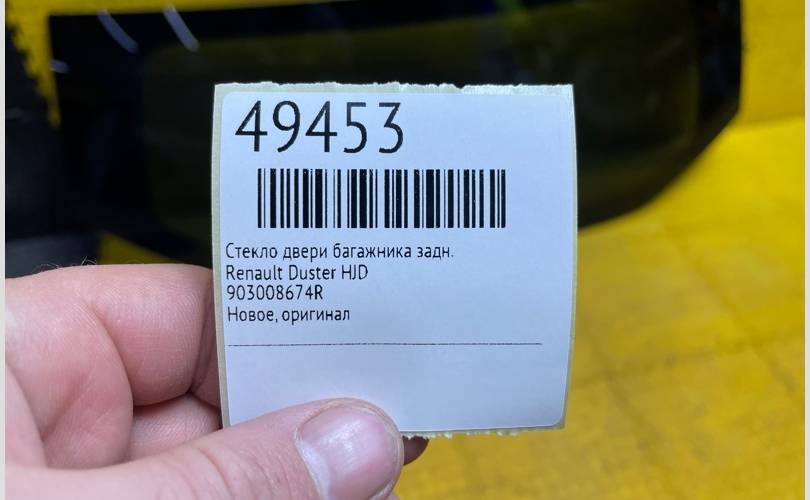 49453
Стекло двери багажника задн.
Renault Duster HJD
903008674R
Новое, оригинал